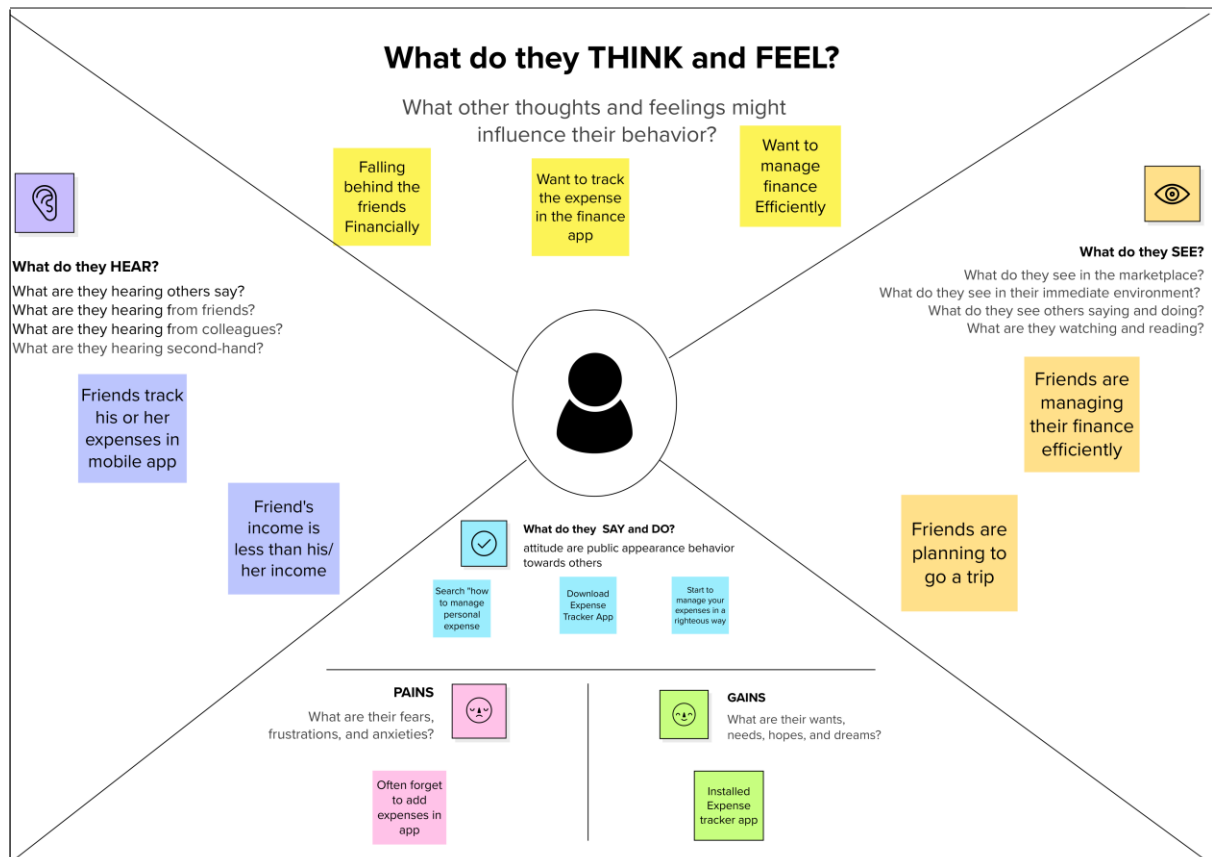 What do they THINK and FEEL?
What other thoughts and feelings might
influence their behavior?
Falling
behind the
friends
Financially
Want to track
the expense
in the finance
app
Want to
manage
finance
Efficiently
What do they HEAR?
What are they hearing others say?
What are they hearing from friends?
What are they hearing from colleagues?
What are they hearing second-hand?
Friends track
his or her
expenses in
mobile app
Friend's
income is
less than his/
her income
What do they SEE?
What do they see in the marketplace?
What do they see in their immediate environment?
What do they see others saying and doing?
What are they watching and reading?
Friends are
managing
their finance
efficiently
Friends are
planning to
go a trip
What do they SAY and DO?
attitude are public appearance behavior
towards others
Search "how
to manage
personal
expense
Download
Expense
Tracker App
Start to
manage your
expenses in a
righteous way
PAINS
What are their fears,
frustrations, and anxieties?
Often forget
to add
expenses in
app
GAINS
What are their wants,
needs, hopes, and dreams?
Installed
Expense
tracker app